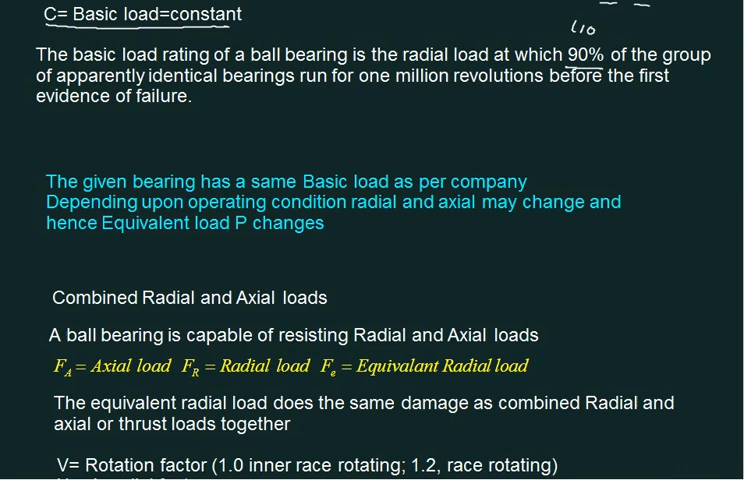 C= Basic load=constant
L10
The basic load rating of a ball bearing is the radial load at which 90% of the group
of apparently identical bearings run for one million revolutions before the first
evidence of failure.
The given bearing has a same Basic load as per company
Depending upon operating condition radial and axial may change and
hence Equivalent load P changes
Combined Radial and Axial loads
A ball bearing is capable of resisting Radial and Axial loads
F_A = Axial load F_R = Radial load F_e = Equivalant Radial load
The equivalent radial load does the same damage as combined Radial and
axial or thrust loads together
V= Rotation factor (1.0 inner race rotating; 1.2, race rotating)